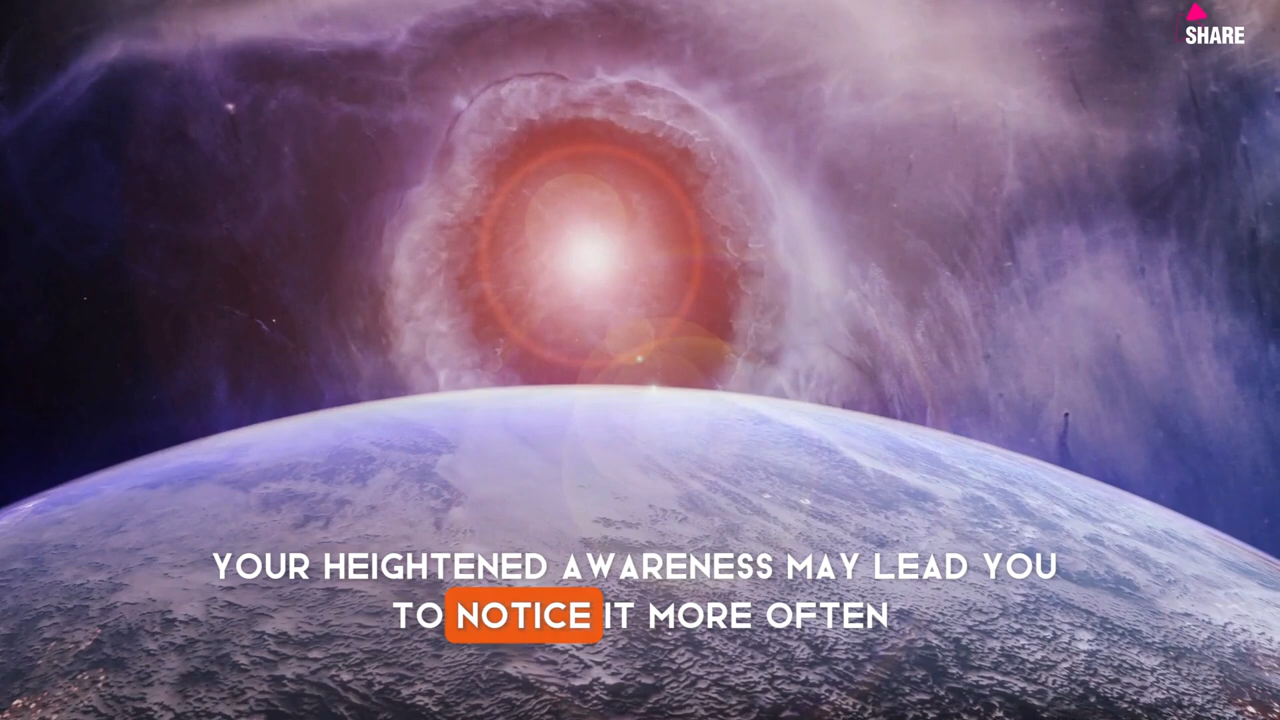 SHARE
YOUR HEIGHTENED AWARENESS MAY LEAD YOU
TO NOTICE IT MORE OFTEN